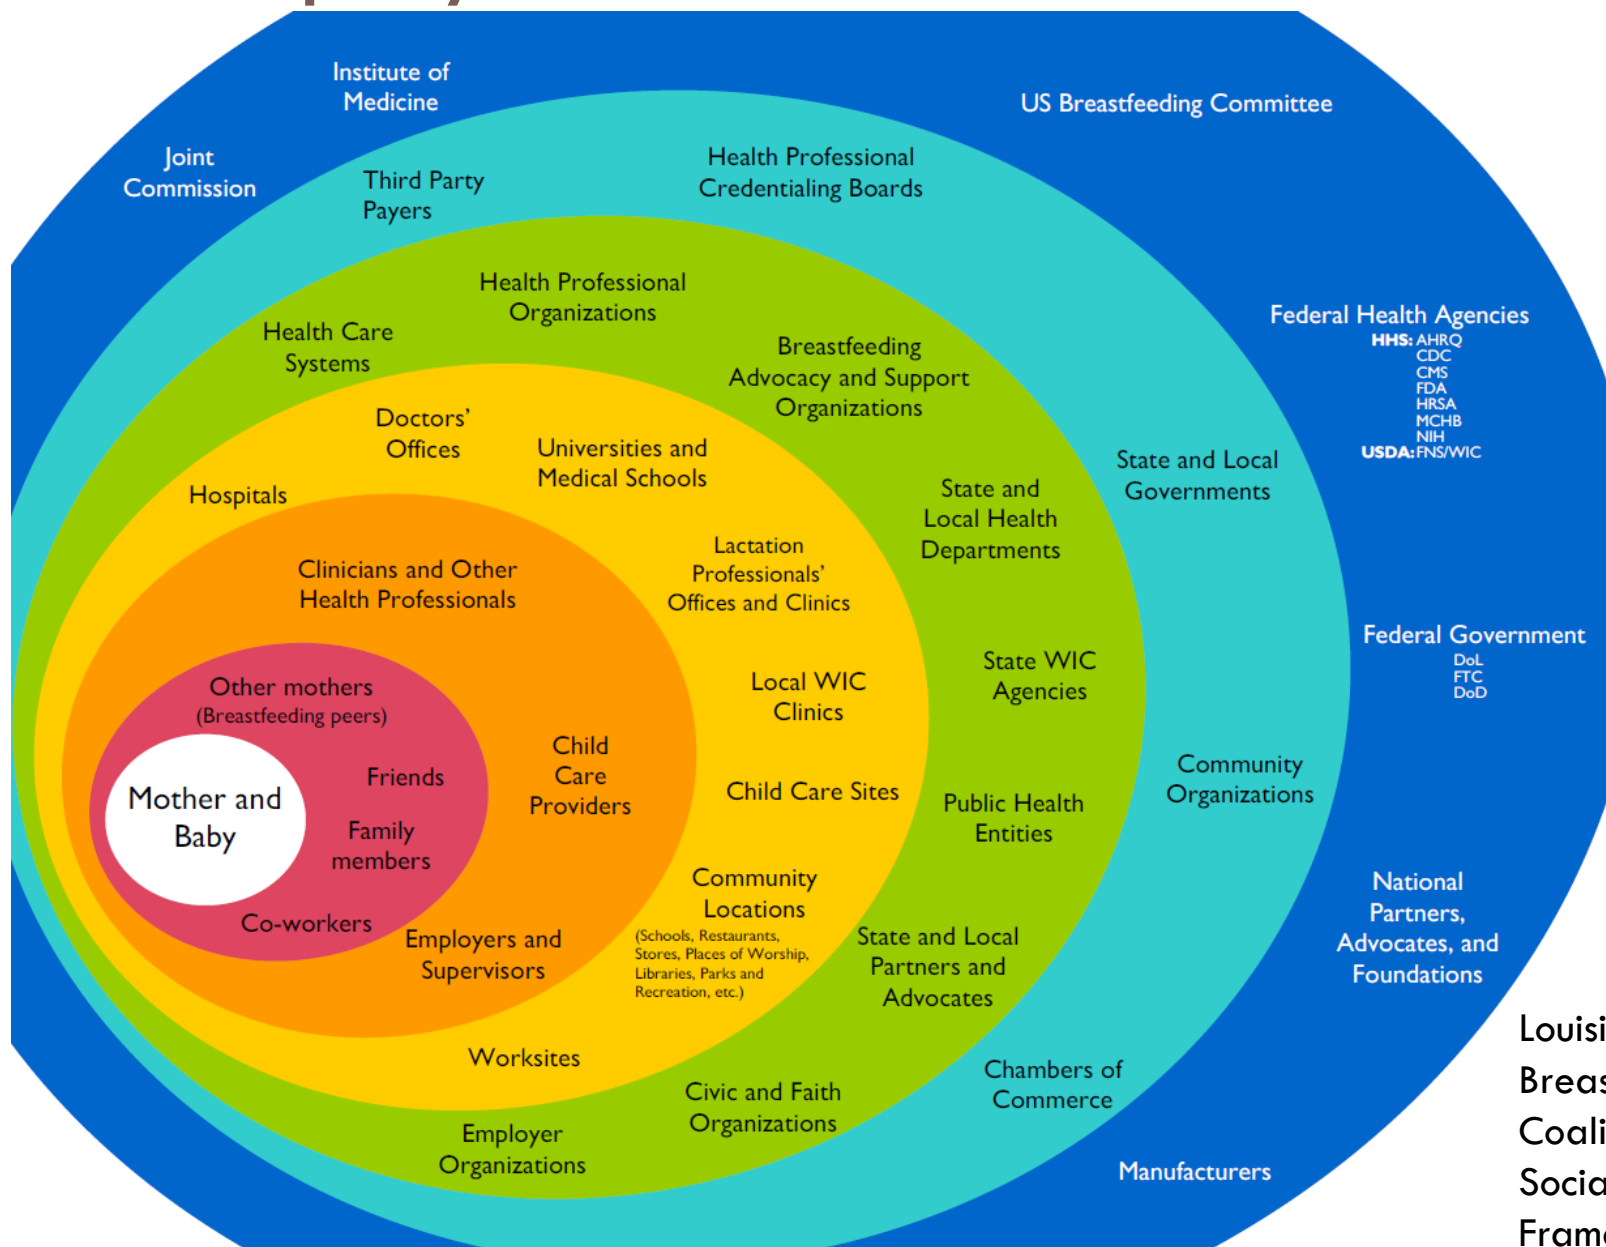 Institute of
Medicine
US Breastfeeding Committee
Joint
Commission
Third Party
Payers
Health Professional
Credentialing Boards
Health Professional
Organizations
Health Care
Systems
Breastfeeding
Advocacy and Support
Organizations
Federal Health Agencies
HHS: AHRQ
CDC
CMS
FDA
HRSA
MCHB
NIH
USDA: FNS/WIC
Doctors’
Offices
Universities and
Medical Schools
Hospitals
State and Local
Governments
State and
Local Health
Departments
Lactation
Professionals’
Offices and Clinics
Clinicians and Other
Health Professionals
Federal Government
DoL
FTC
DoD
State WIC
Agencies
Local WIC
Clinics
Other mothers
(Breastfeeding peers)
Child
Care
Providers
Friends
Mother and
Baby
Family
members
Child Care Sites
Public Health
Entities
Community
Organizations
Community
Locations
(Schools, Restaurants,
Stores, Places of Worship,
Libraries, Parks and
Recreation, etc.)
National
Partners,
Advocates, and
Foundations
Co-workers
Employers and
Supervisors
State and Local
Partners and
Advocates
Worksites
Chambers of
Commerce
Civic and Faith
Organizations
Employer
Organizations
Manufacturers
Louisi
Breas
Coali
Socia
Frame